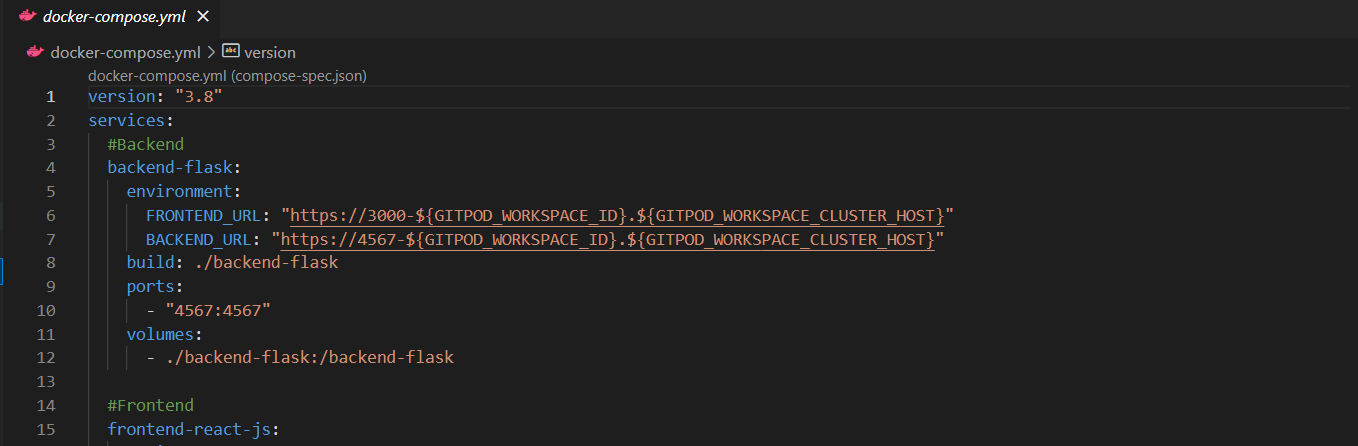 docker-compose.yml
docker-compose.yml > abc version
docker-compose.yml (compose-spec.json)
1 version: "3.8"
2 services:
3   #Backend
4   backend-flask:
5     environment:
6       FRONTEND_URL: "https://3000-${GITPOD_WORKSPACE_ID}.${GITPOD_WORKSPACE_CLUSTER_HOST}"
7       BACKEND_URL: "https://4567-${GITPOD_WORKSPACE_ID}.${GITPOD_WORKSPACE_CLUSTER_HOST}"
8     build: ./backend-flask
9     ports:
10       - "4567:4567"
11     volumes:
12       - ./backend-flask:/backend-flask
13
14   #Frontend
15   frontend-react-js: